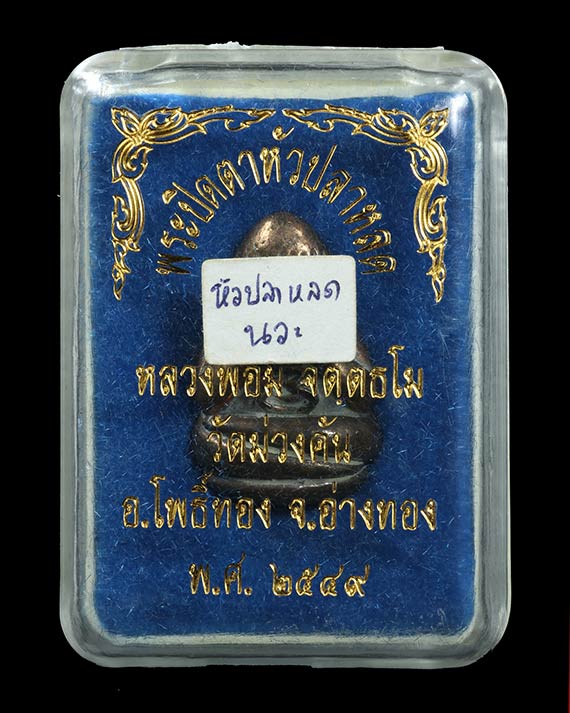 พระปิดตาหัวปลาหลด
หัวปลาหลด
นวะ
หลวงพ่อมี จตฺตธโม
วัดม่วงคัน
อ.โพธิ์ทอง จ.อ่างทอง
พ.ศ. ๒๕๔๙